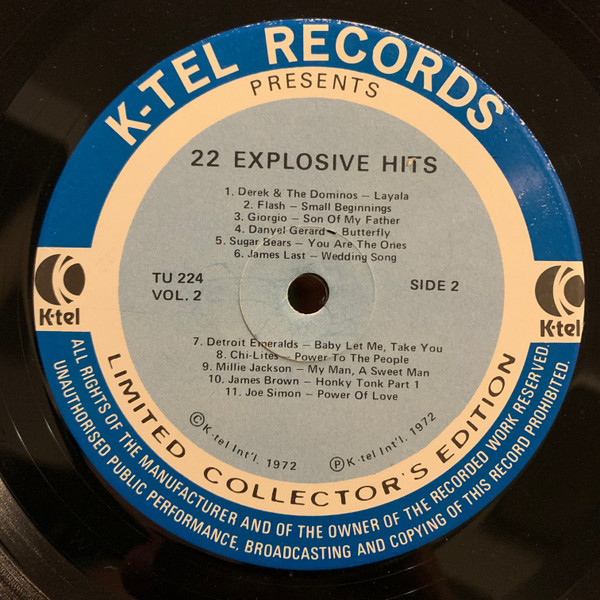 K-TEL RECORDS
PRESENTS
22 EXPLOSIVE HITS
1. Derek & The Dominos – Layala
2. Flash – Small Beginnings
3. Giorgio – Son Of My Father
4. Danyel Gerard – Butterfly
5. Sugar Bears – You Are The Ones
6. James Last – Wedding Song
TU 224
VOL. 2
SIDE 2
K-tel
K-tel
7. Detroit Emeralds – Baby Let Me, Take You
8. Chi-Lites – Power To The People
9. Millie Jackson – My Man, A Sweet Man
10. James Brown – Honky Tonk Part 1
11. Joe Simon – Power Of Love
©K-tel Int'l. 1972
Ⓟ K-tel Int'l. 1972
LIMITED COLLECTOR'S EDITION
ALL RIGHTS OF THE MANUFACTURER AND OF THE OWNER OF THE RECORDED WORK RESERVED.
UNAUTHORISED PUBLIC PERFORMANCE, BROADCASTING AND COPYING OF THIS RECORD PROHIBITED.